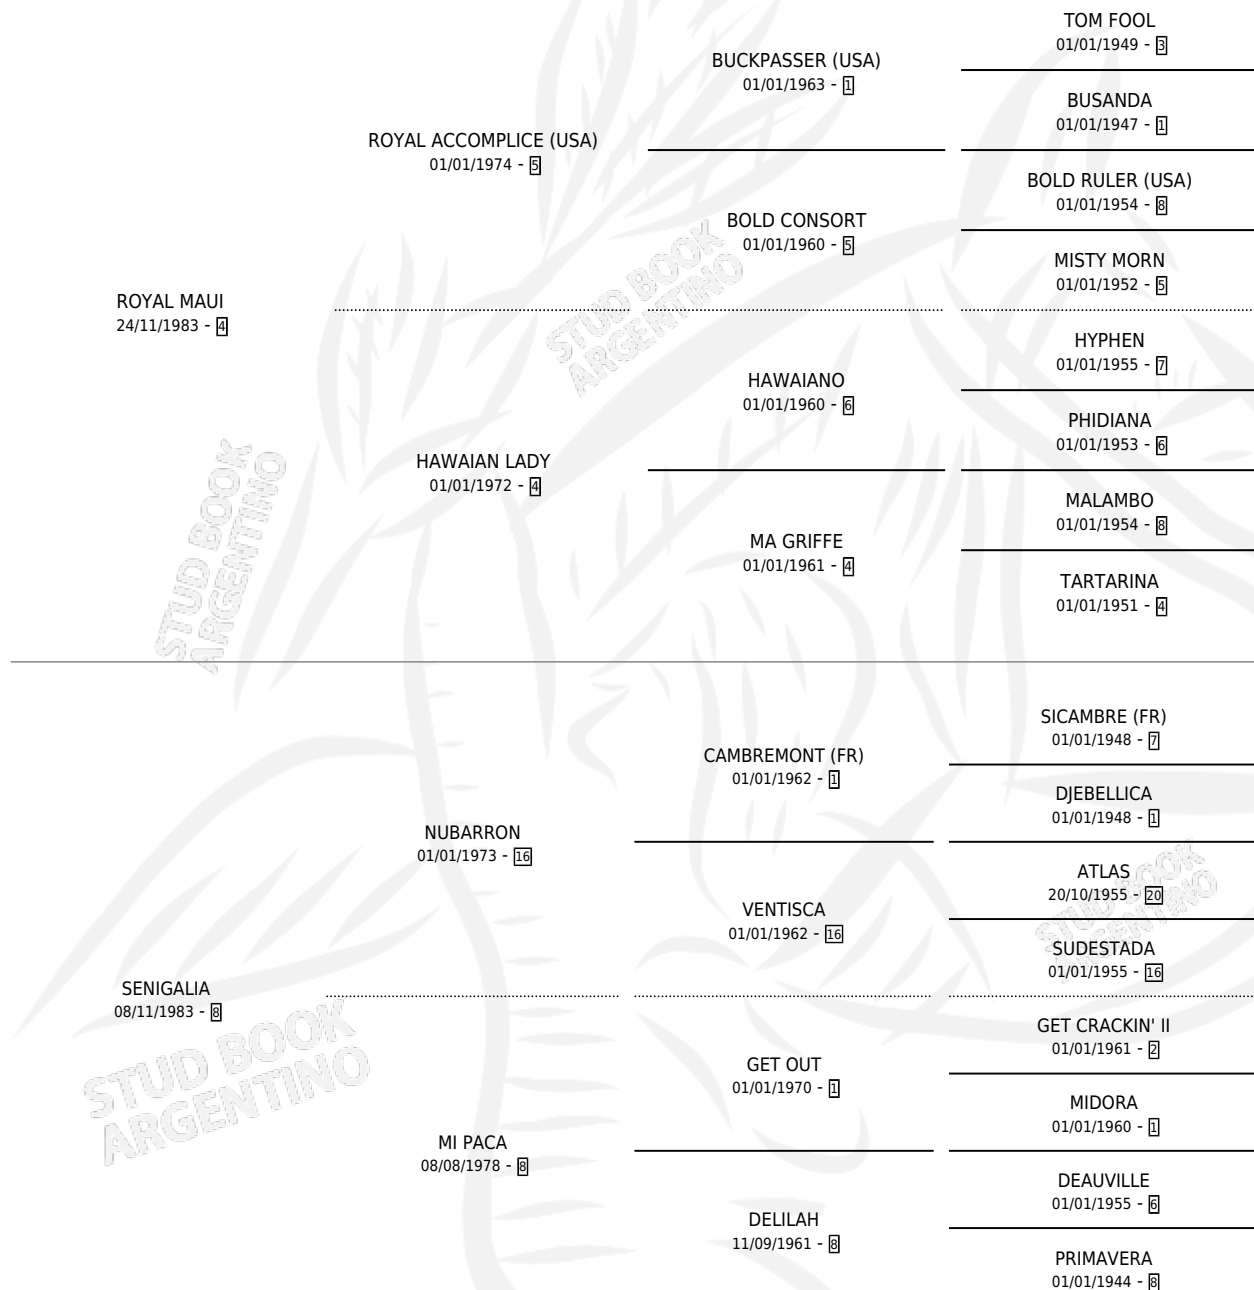 TOM FOOL
01/01/1949 - 3
BUCKPASSER (USA)
01/01/1963 - 1
BUSANDA
01/01/1947 - 1
ROYAL ACCOMPLICE (USA)
01/01/1974 - 5
BOLD RULER (USA)
01/01/1954 - 8
BOLD CONSORT
01/01/1960 - 5
MISTY MORN
01/01/1952 - 5
ROYAL MAUI
24/11/1983 - 4
HYPHEN
01/01/1955 - 7
HAWAIANO
01/01/1960 - 6
PHIDIANA
01/01/1953 - 6
HAWAIAN LADY
01/01/1972 - 4
MALAMBO
01/01/1954 - 8
MA GRIFFE
01/01/1961 - 4
TARTARINA
01/01/1951 - 4
SICAMBRE (FR)
01/01/1948 - 7
CAMBREMONT (FR)
01/01/1962 - 1
DJEBELLICA
01/01/1948 - 1
NUBARRON
01/01/1973 - 16
ATLAS
20/10/1955 - 20
VENTISCA
01/01/1962 - 16
SUDESTADA
01/01/1955 - 16
SENIGALIA
08/11/1983 - 8
GET CRACKIN' II
01/01/1961 - 2
GET OUT
01/01/1970 - 1
MIDORA
01/01/1960 - 1
MI PACA
08/08/1978 - 8
DEAUVILLE
01/01/1955 - 6
DELILAH
11/09/1961 - 8
PRIMAVERA
01/01/1944 - 8
STUD BOOK
ARGENTINO
STUD BOOK
ARGENTINO
STUD BOOK
ARGENTINO
STUD BOOK
ARGENTINO